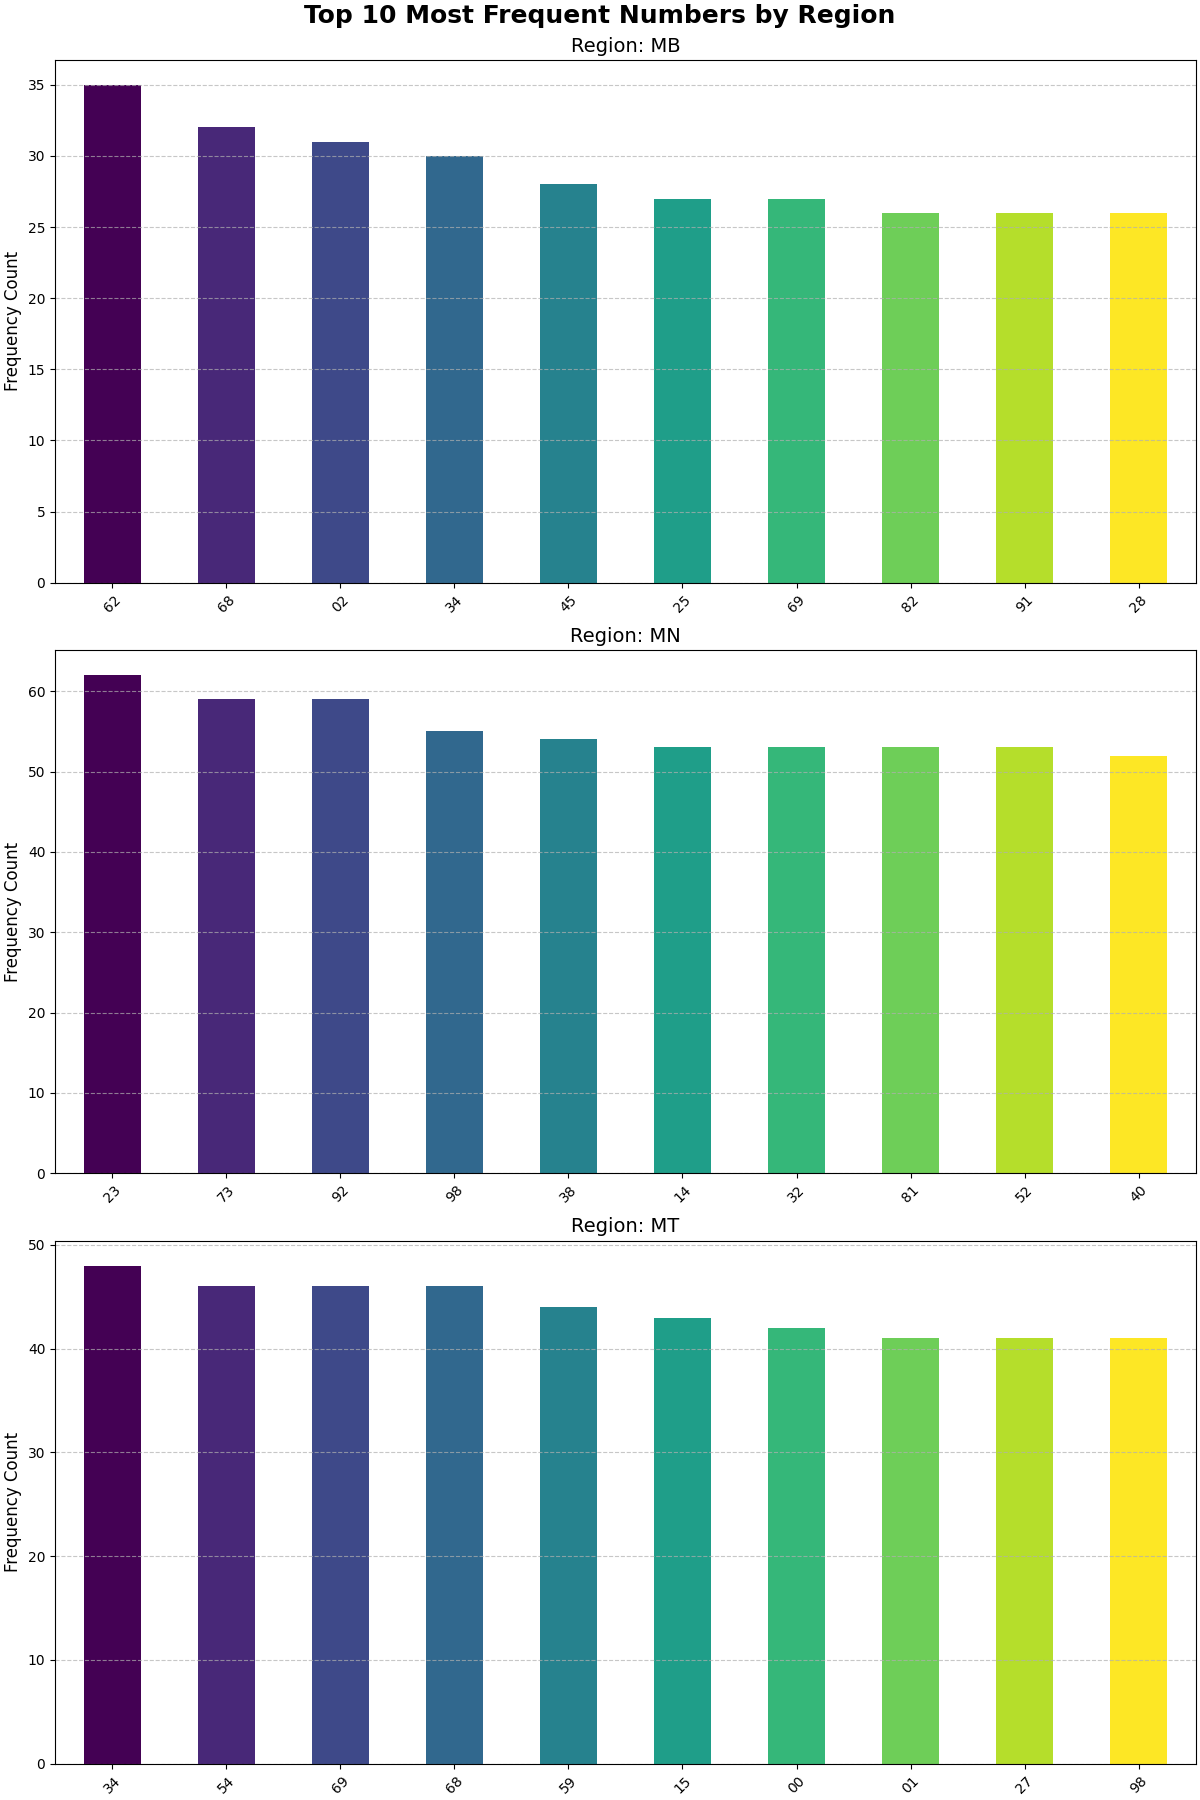 Top 10 Most Frequent Numbers by Region
Region: MB
Frequency Count
35
30
25
20
15
10
5
0
62 68 02 34 45 25 69 82 91 28
Region: MN
Frequency Count
60
50
40
30
20
10
0
23 73 92 98 38 14 32 81 52 40
Region: MT
Frequency Count
50
40
30
20
10
0
34 54 69 68 59 15 00 01 27 98